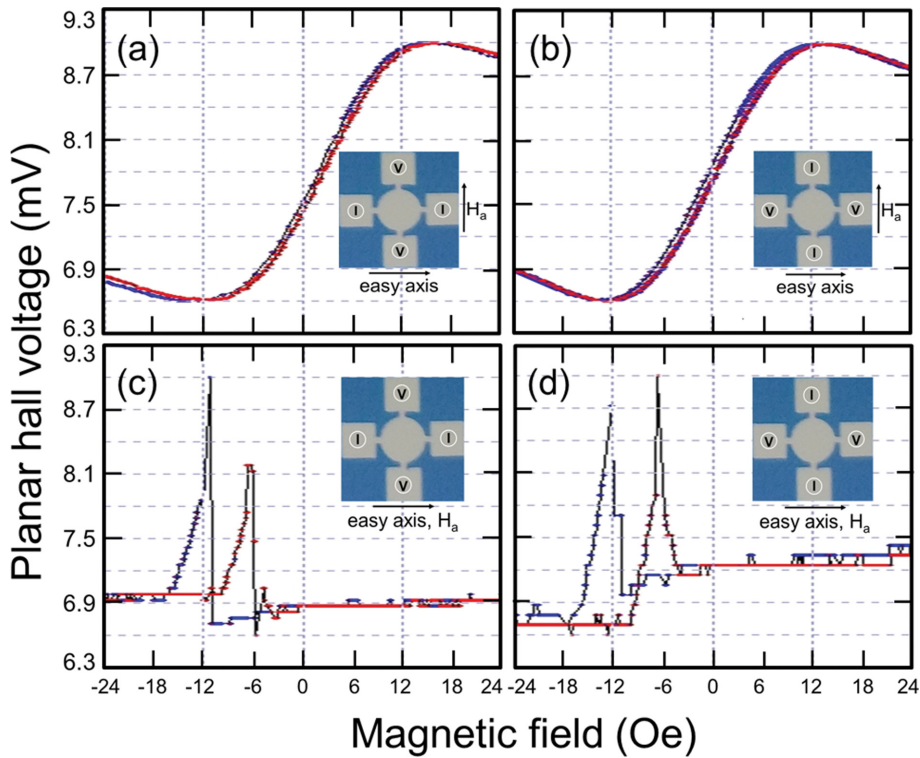 Planar hall voltage (mV)
9.3
8.7
8.1
7.5
6.9
6.3
(a)
V
I
I
V
Hₐ
easy axis
(b)
I
V
V
I
Hₐ
easy axis
9.3
8.7
8.1
7.5
6.9
6.3
(c)
V
I
I
V
easy axis, Hₐ
(d)
I
V
V
I
easy axis, Hₐ
-24 -18 -12 -6 0 6 12 18 24
-24 -18 -12 -6 0 6 12 18 24
Magnetic field (Oe)